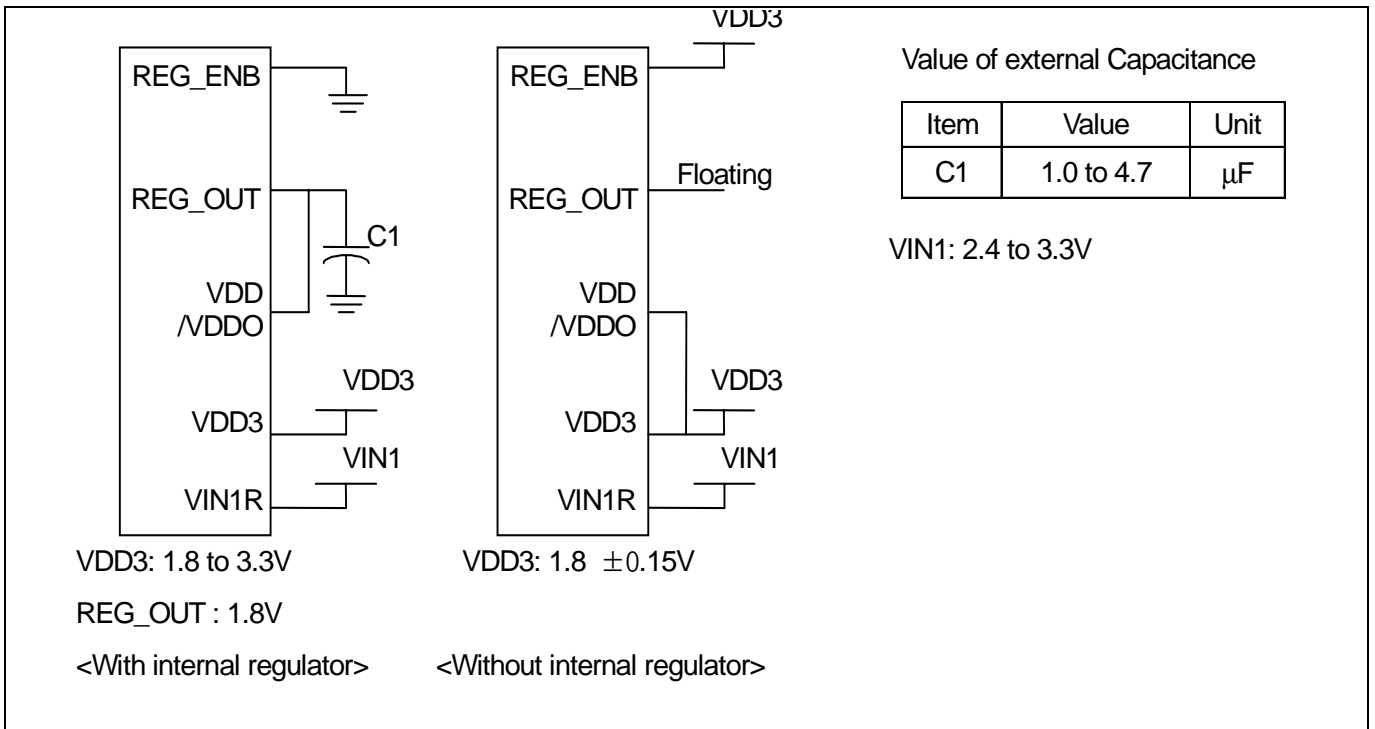 REG_ENB
REG_OUT
C1
VDD
/VDDO
VDD3
VDD3
VIN1
VIN1R
VDD3: 1.8 to 3.3V
REG_OUT : 1.8V
<With internal regulator>
VDD3
REG_ENB
Floating
REG_OUT
VDD
/VDDO
VDD3
VDD3
VIN1
VIN1R
VDD3: 1.8 ±0.15V
<Without internal regulator>
Value of external Capacitance
Item Value Unit
C1 1.0 to 4.7 μF
VIN1: 2.4 to 3.3V